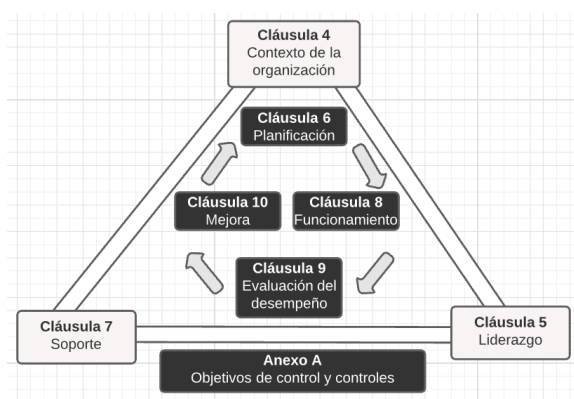 Cláusula 4
Contexto de la
organización
Cláusula 6
Planificación
Cláusula 10
Mejora
Cláusula 8
Funcionamiento
Cláusula 9
Evaluación del
desempeño
Cláusula 7
Soporte
Cláusula 5
Liderazgo
Anexo A
Objetivos de control y controles